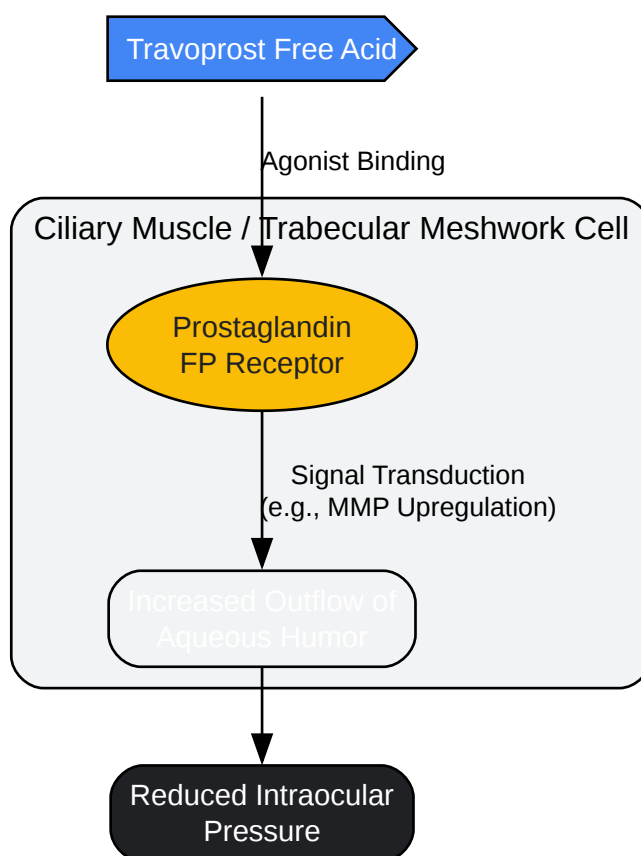 Travoprost Free Acid
Agonist Binding
Ciliary Muscle / Trabecular Meshwork Cell
Prostaglandin
FP Receptor
Signal Transduction
(e.g., MMP Upregulation)
Increased Outflow of
Aqueous Humor
Reduced Intraocular
Pressure